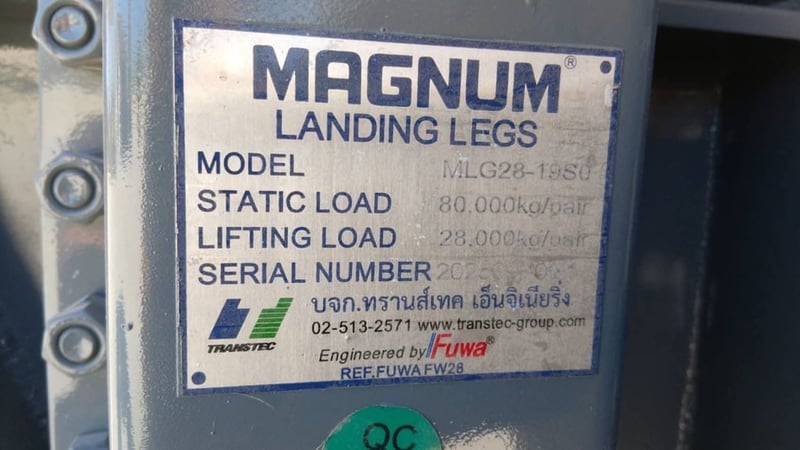 MAGNUM®
LANDING LEGS
MODEL MLG28-19S0
STATIC LOAD 80,000kg/pair
LIFTING LOAD 28,000kg/pair
SERIAL NUMBER
บจก.ทรานส์เทค เอ็นจิเนียริ่ง
02-513-2571 www.transtec-group.com
TRANSTEC
Engineered by Fuwa®
REF.FUWA FW28
QC